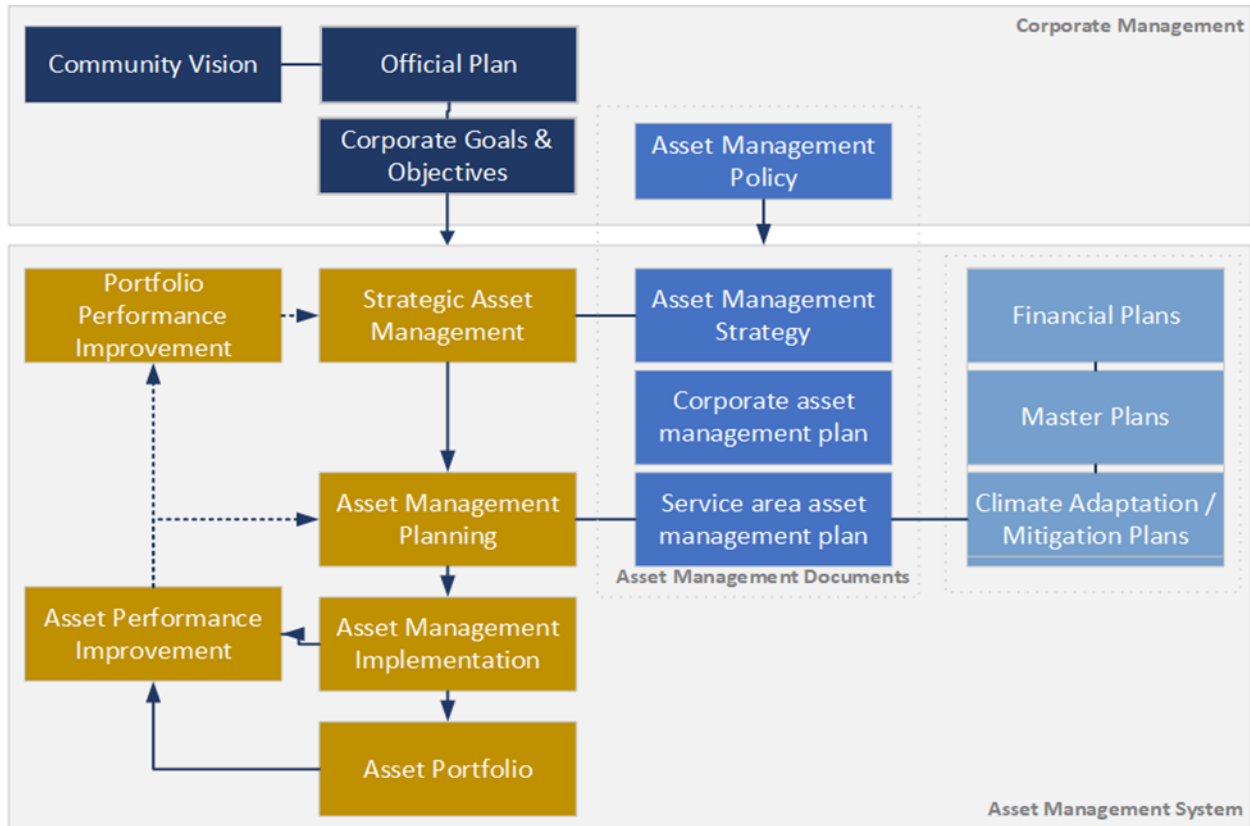 Corporate Management
Community Vision
Official Plan
Corporate Goals &
Objectives
Asset Management
Policy
Portfolio
Performance
Improvement
Strategic Asset
Management
Asset Management
Strategy
Financial Plans
Corporate asset
management plan
Master Plans
Asset Management
Planning
Service area asset
management plan
Climate Adaptation /
Mitigation Plans
Asset Management Documents
Asset Performance
Improvement
Asset Management
Implementation
Asset Portfolio
Asset Management System